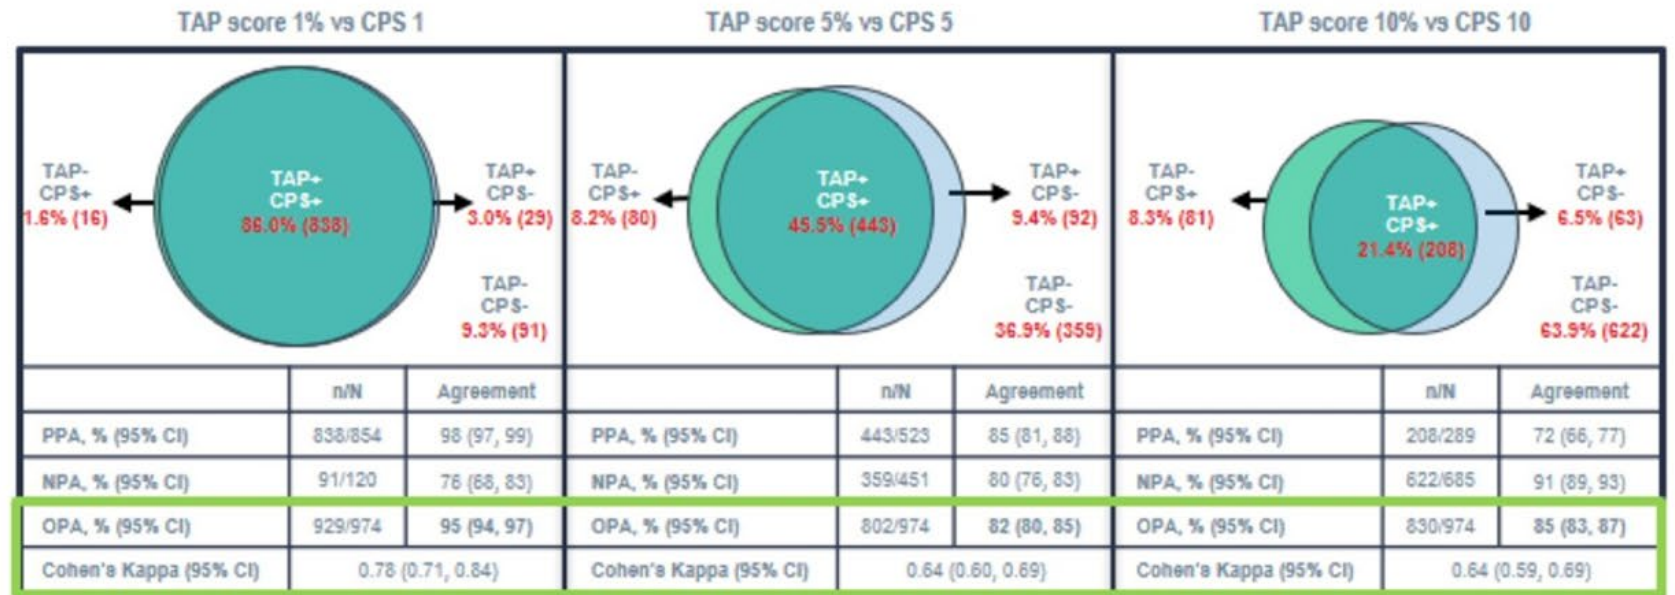 TAP score 1% vs CPS 1
TAP-
CPS+
1.6% (16)
TAP+
CPS+
86.0% (838)
TAP+
CPS-
3.0% (29)
TAP-
CPS-
9.3% (91)
n/N Agreement
PPA, % (95% CI) 838/854 98 (97, 99)
NPA, % (95% CI) 91/120 76 (68, 83)
OPA, % (95% CI) 929/974 95 (94, 97)
Cohen's Kappa (95% CI) 0.78 (0.71, 0.84)
TAP score 5% vs CPS 5
TAP-
CPS+
8.2% (80)
TAP+
CPS+
45.5% (443)
TAP+
CPS-
9.4% (92)
TAP-
CPS-
36.9% (359)
n/N Agreement
PPA, % (95% CI) 443/523 85 (81, 88)
NPA, % (95% CI) 359/451 80 (76, 83)
OPA, % (95% CI) 802/974 82 (80, 85)
Cohen's Kappa (95% CI) 0.64 (0.60, 0.69)
TAP score 10% vs CPS 10
TAP-
CPS+
8.3% (81)
TAP+
CPS+
21.4% (208)
TAP+
CPS-
6.5% (63)
TAP-
CPS-
63.9% (622)
n/N Agreement
PPA, % (95% CI) 208/289 72 (66, 77)
NPA, % (95% CI) 622/685 91 (89, 93)
OPA, % (95% CI) 830/974 85 (83, 87)
Cohen's Kappa (95% CI) 0.64 (0.59, 0.69)